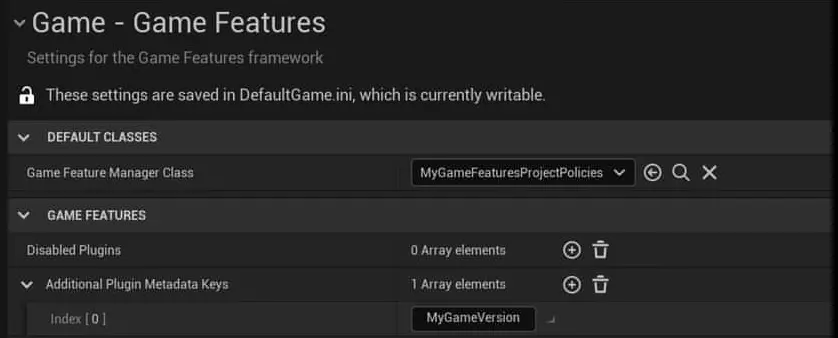 Game - Game Features
Settings for the Game Features framework
These settings are saved in DefaultGame.ini, which is currently writable.
DEFAULT CLASSES
Game Feature Manager Class MyGameFeaturesProjectPolicies
GAME FEATURES
Disabled Plugins 0 Array elements
Additional Plugin Metadata Keys 1 Array elements
Index [ 0 ] MyGameVersion